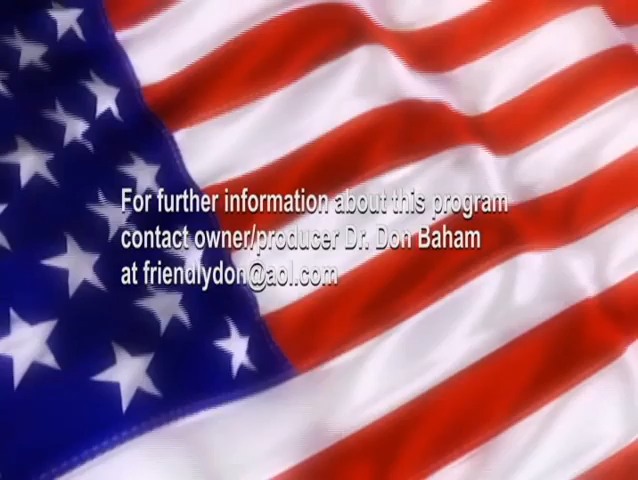 For further information about this program
contact owner/producer Dr. Don Baham
at friendlydon@aol.com